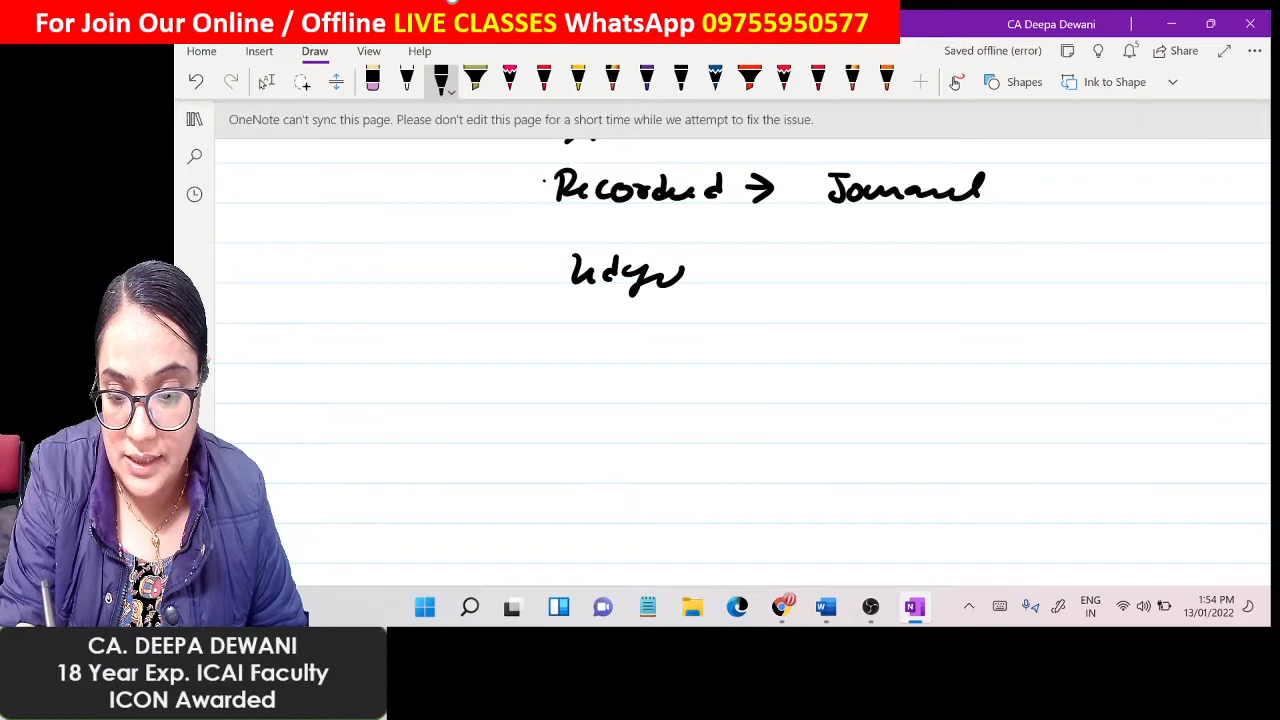 For Join Our Online / Offline LIVE CLASSES WhatsApp 09755950577
CA Deepa Dewani
Home Insert Draw View Help
Saved offline (error)
5
Share
Shapes
Ink to Shape
OneNote can't sync this page. Please don't edit this page for a short time while we attempt to fix the issue.
Recorded → Journal
ENG
IN
1:54 PM
13/01/2022
CA. DEEPA DEWANI
18 Year Exp. ICAI Faculty
ICON Awarded